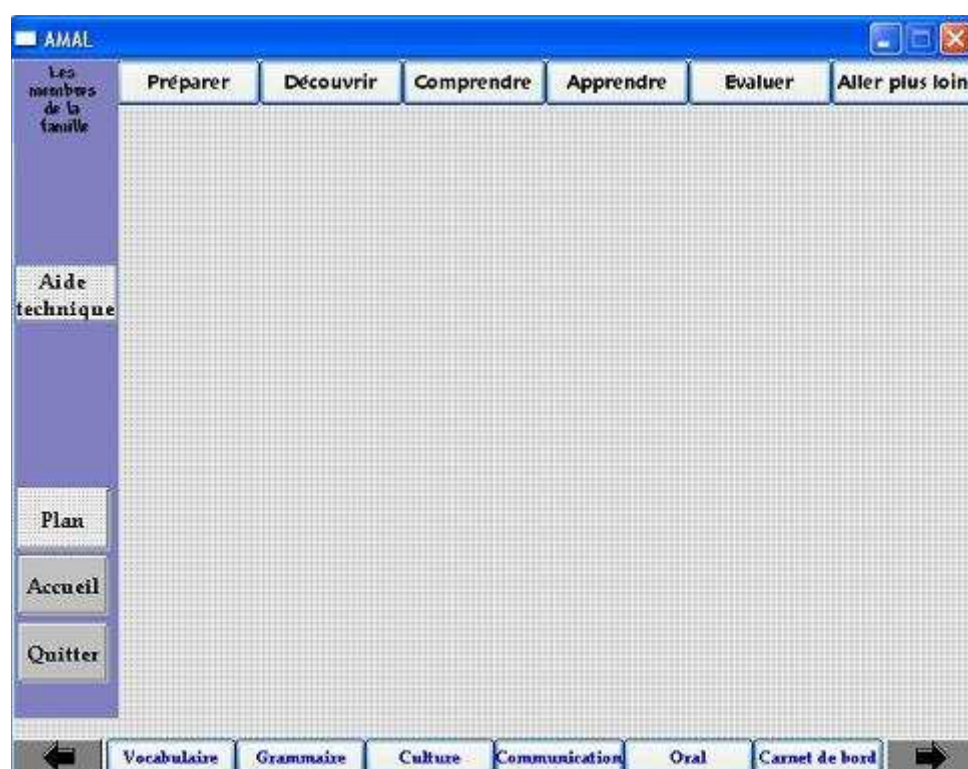 AMAL
Les
membres
de la
famille
Préparer
Découvrir
Comprendre
Apprendre
Evaluer
Aller plus loin
Aide
technique
Plan
Accueil
Quitter
Vocabulaire
Grammaire
Culture
Communication
Oral
Carnet de bord